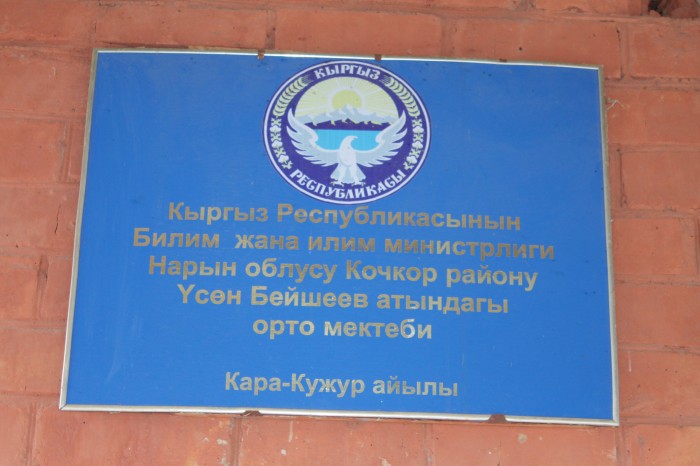 КЫРГЫЗ
РЕСПУБЛИКАСЫ
Кыргыз Республикасынын
Билим жана илим министрлиги
Нарын облусу Кочкор району
Үсөн Бейшеев атындагы
орто мектеби
Кара-Кужур айылы